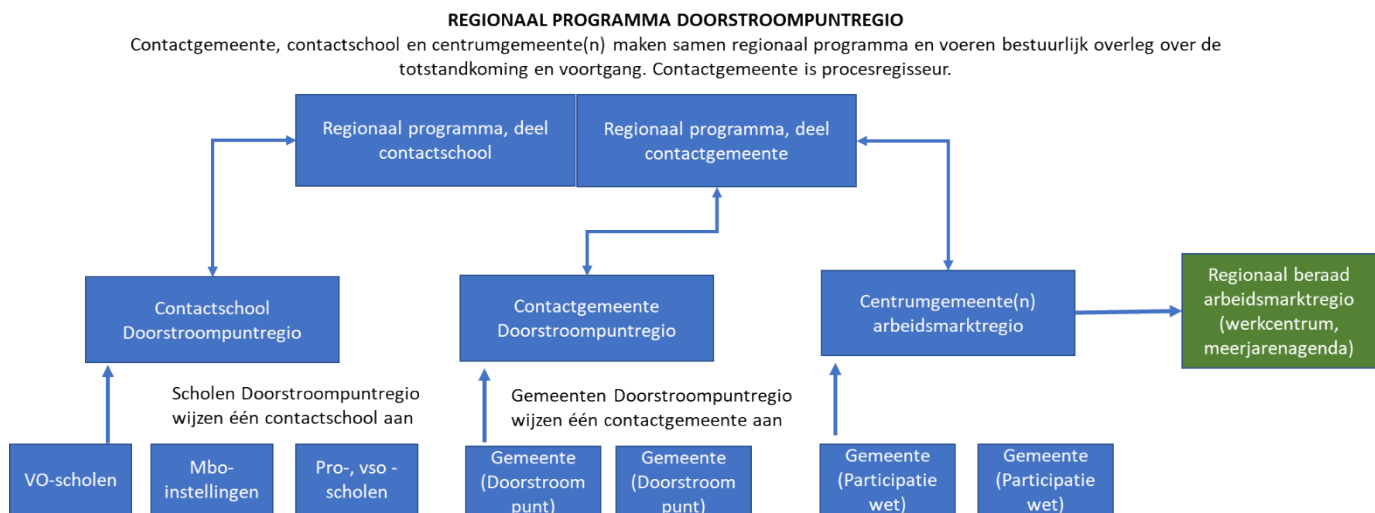 REGIONAAL PROGRAMMA DOORSTROOMPUNTREGIO
Contactgemeente, contactschool en centrumgemeente(n) maken samen regionaal programma en voeren bestuurlijk overleg over de
totstandkoming en voortgang. Contactgemeente is procesregisseur.
Regionaal programma, deel
contactschool
Regionaal programma, deel
contactgemeente
Contactschool
Doorstroompuntregio
Contactgemeente
Doorstroompuntregio
Centrumgemeente(n)
arbeidsmarktregio
Regionaal beraad
arbeidsmarktregio
(werkcentrum,
meerjarenagenda)
Scholen Doorstroompuntregio
wijzen één contactschool aan
Gemeenten Doorstroompuntregio
wijzen één contactgemeente aan
VO-scholen
Mbo-
instellingen
Pro-, vso -
scholen
Gemeente
(Doorstroom
punt)
Gemeente
(Doorstroom
punt)
Gemeente
(Participatie
wet)
Gemeente
(Participatie
wet)